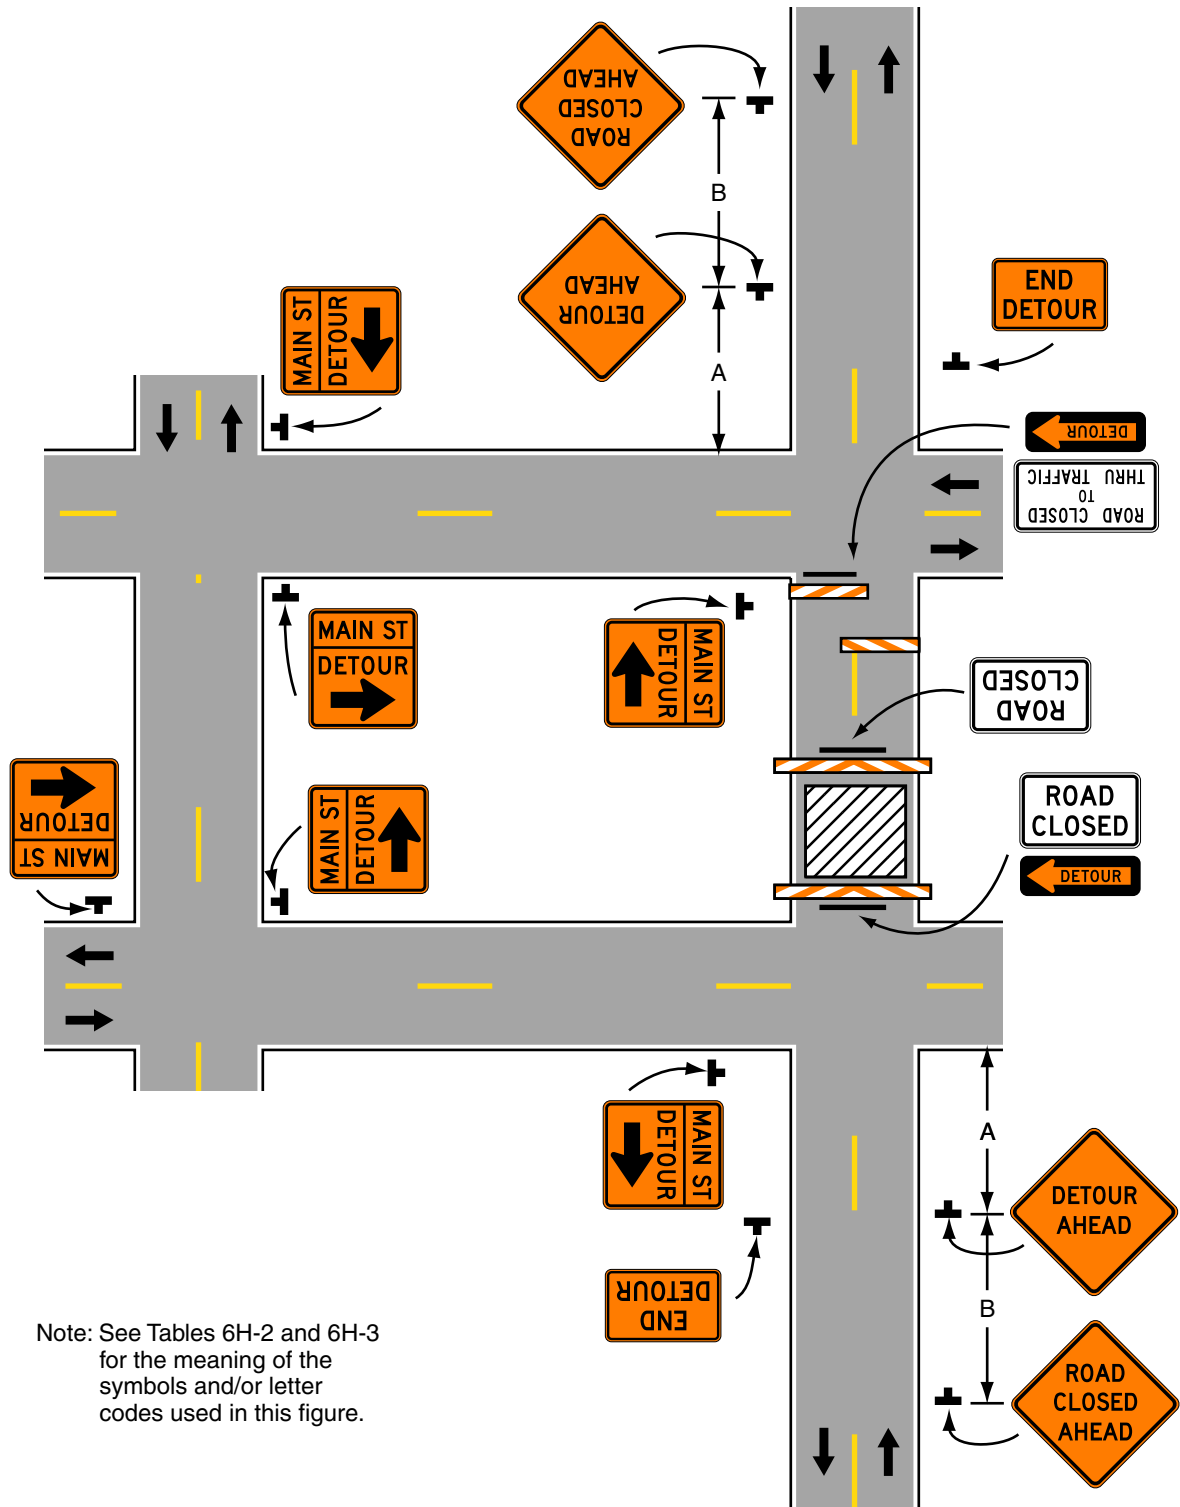 ROAD
CLOSED
AHEAD
B
DETOUR
AHEAD
A
END
DETOUR
MAIN ST
DETOUR
DETOUR
ROAD CLOSED
TO
THRU TRAFFIC
MAIN ST
DETOUR
MAIN ST
DETOUR
ROAD
CLOSED
MAIN ST
DETOUR
MAIN ST
DETOUR
ROAD
CLOSED
DETOUR
MAIN ST
DETOUR
A
DETOUR
AHEAD
END
DETOUR
B
ROAD
CLOSED
AHEAD
Note: See Tables 6H-2 and 6H-3
for the meaning of the
symbols and/or letter
codes used in this figure.